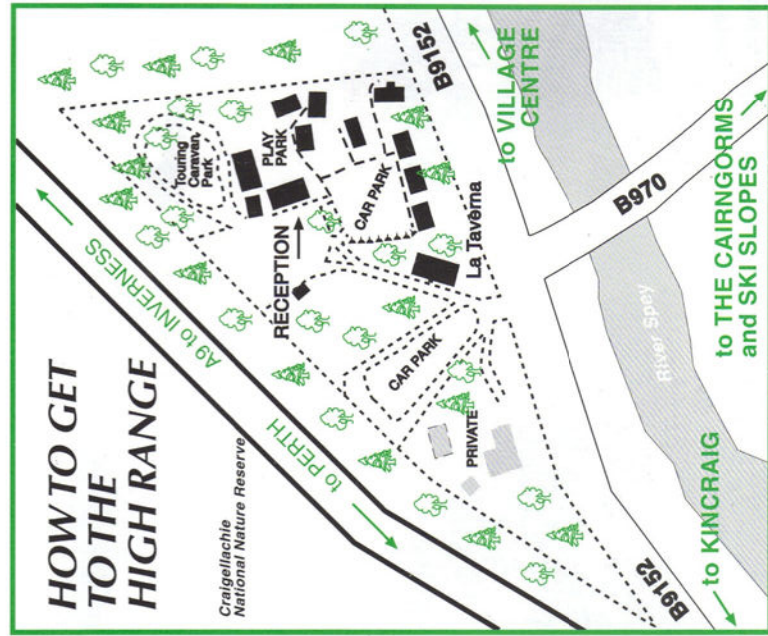 HOW TO GET
TO THE
HIGH RANGE
Craigellachie
National Nature Reserve
A9 to INVERNESS
to PERTH
Touring
Caravan
Park
PLAY
PARK
RECEPTION
CAR PARK
La Taverna
CAR PARK
PRIVATE
B9152
to VILLAGE
CENTRE
B970
River Spey
to THE CAIRNGORMS
and SKI SLOPES
B9152
to KINCRAIG